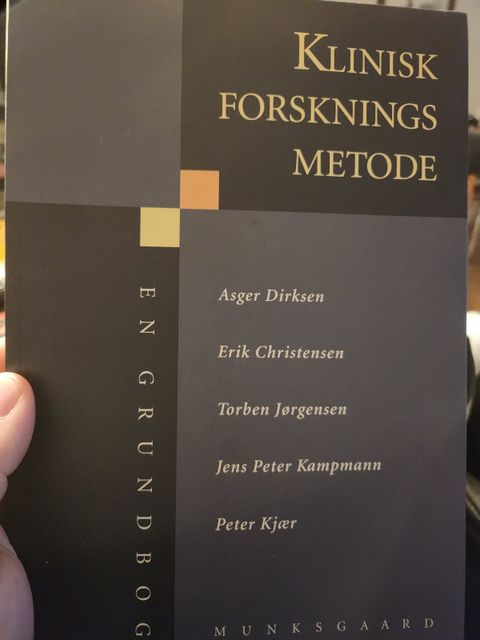 KLINISK
FORSKNINGS
METODE
Asger Dirksen
Erik Christensen
Torben Jørgensen
Jens Peter Kampmann
Peter Kjær
EN GRUNDBOG
MUNKSGAARD